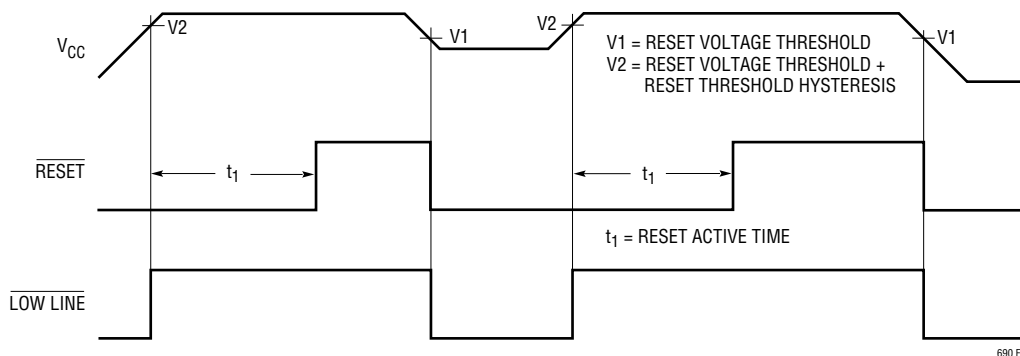 V2
V1
V2
V1
VCC
V1 = RESET VOLTAGE THRESHOLD
V2 = RESET VOLTAGE THRESHOLD +
RESET THRESHOLD HYSTERESIS
RESET
t1
t1
t1 = RESET ACTIVE TIME
LOW LINE